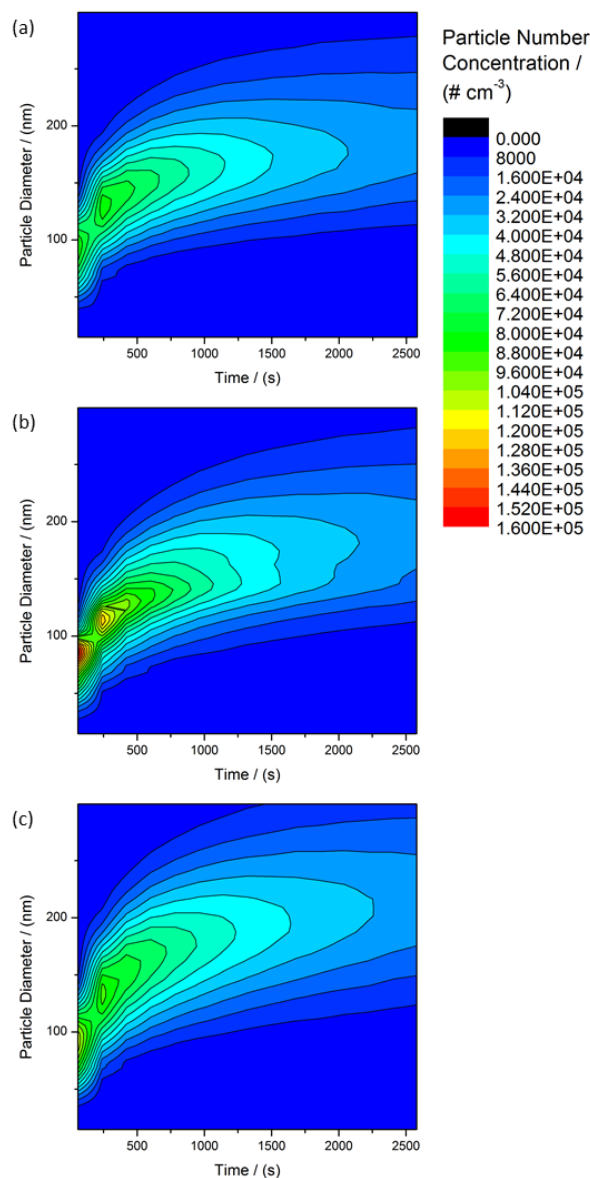 (a)
Particle Number
Concentration /
(# cm⁻³)
0.000
8000
1.600E+04
2.400E+04
3.200E+04
4.000E+04
4.800E+04
5.600E+04
6.400E+04
7.200E+04
8.000E+04
8.800E+04
9.600E+04
1.040E+05
1.120E+05
1.200E+05
1.280E+05
1.360E+05
1.440E+05
1.520E+05
1.600E+05
Particle Diameter / (nm)
200
100
500 1000 1500 2000 2500
Time / (s)
(b)
Particle Diameter / (nm)
200
100
500 1000 1500 2000 2500
Time / (s)
(c)
Particle Diameter / (nm)
200
100
500 1000 1500 2000 2500
Time / (s)